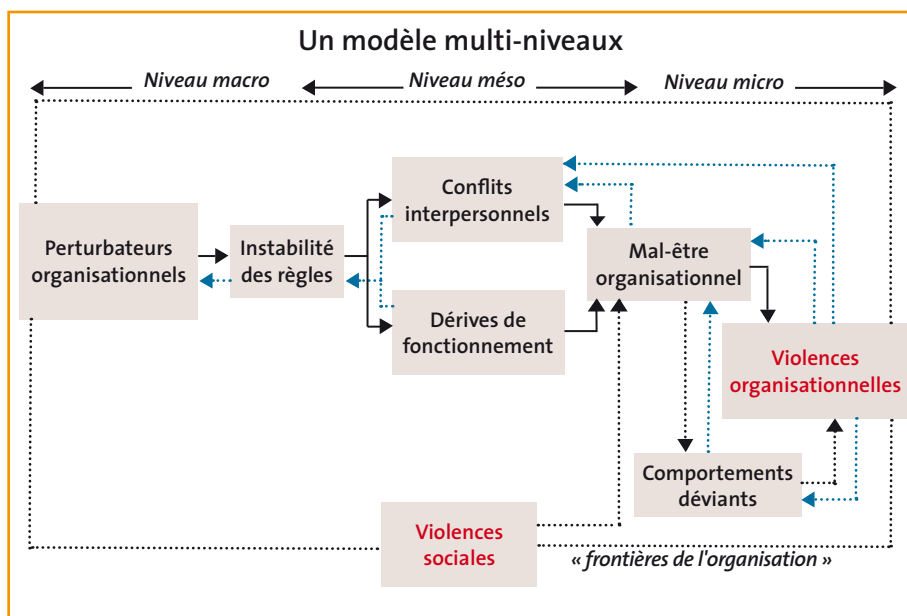 Un modèle multi-niveaux
Niveau macro
Niveau méso
Niveau micro
Conflits
interpersonnels
Perturbateurs
organisationnels
Instabilité
des règles
Mal-être
organisationnel
Dérives de
fonctionnement
Violences
organisationnelles
Comportements
déviants
Violences
sociales
« frontières de l'organisation »